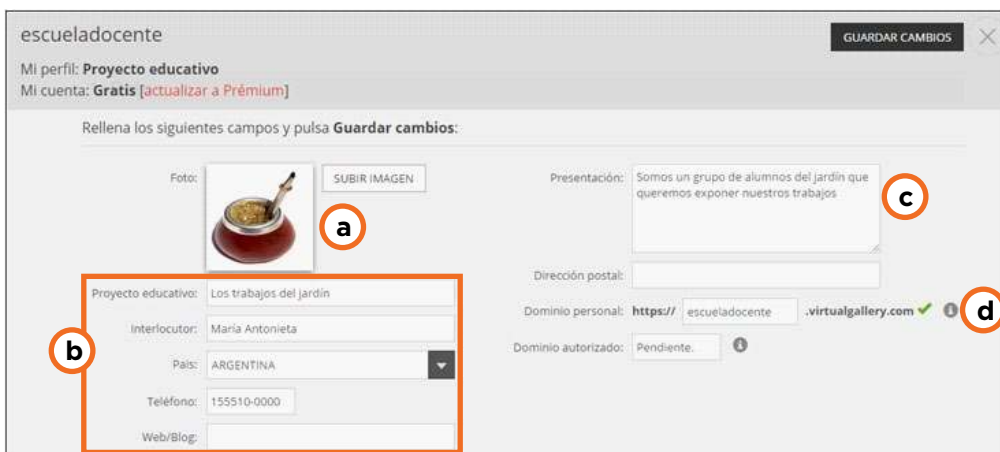 escueladocente
GUARDAR CAMBIOS
Mi perfil: Proyecto educativo
Mi cuenta: Gratis [actualizar a Prémium]
Rellena los siguientes campos y pulsa Guardar cambios:
Foto:
SUBIR IMAGEN
a
b
Proyecto educativo: Los trabajos del jardín
Interlocutor: María Antonieta
País: ARGENTINA
Teléfono: 155510-0000
Web/Blog:
Presentación: Somos un grupo de alumnos del jardín que
queremos exponer nuestros trabajos
c
Dirección postal:
Dominio personal: https:// escueladocente .virtualgallery.com
d
Dominio autorizado: Pendiente.